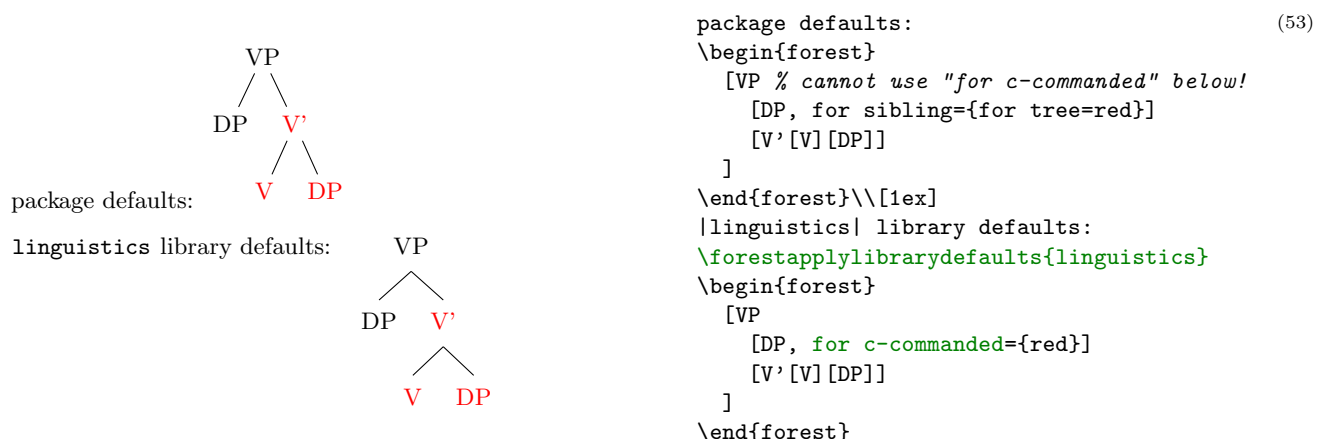 VP
DP V'
V DP
package defaults:
linguistics library defaults: VP
DP V'
V DP
package defaults: (53)
\begin{forest}
  [VP % cannot use "for c-commanded" below!
    [DP, for sibling={for tree=red}]
    [V'[V][DP]]
  ]
\end{forest}\\[1ex]
|linguistics| library defaults:
\forestapplylibrarydefaults{linguistics}
\begin{forest}
  [VP
    [DP, for c-commanded={red}]
    [V'[V][DP]]
  ]
\end{forest}